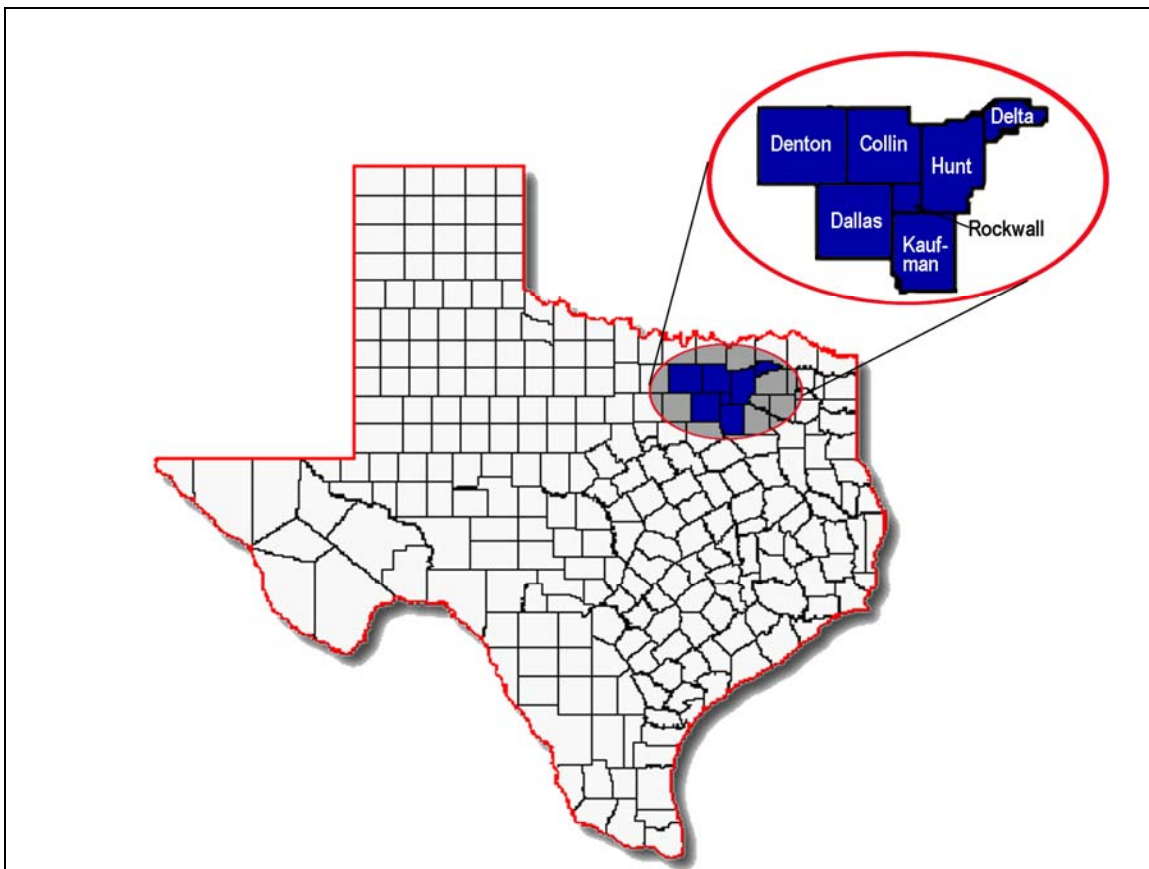 Delta
Denton
Collin
Hunt
Dallas
Rockwall
Kauf-
man